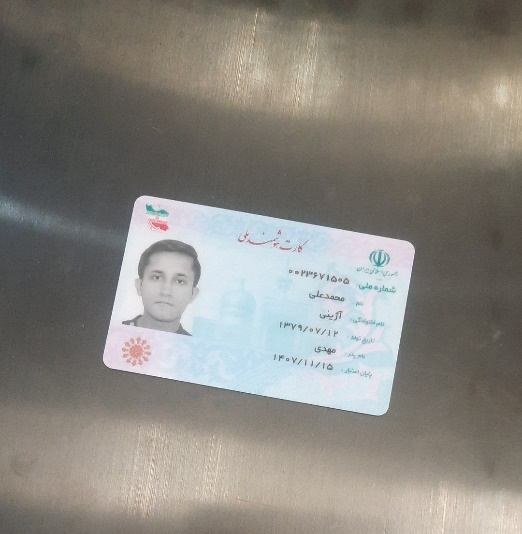 کارت هوشمند ملی
جمهوری اسلامی ایران
شماره ملی ۰۰۲۳۶۷۱۵۰۵
نام: محمدعلی
نام خانوادگی: آژینی
تاریخ تولد: ۱۳۷۹/۰۷/۱۲
نام پدر: مهدی
پایان اعتبار: ۱۴۰۷/۱۱/۱۵